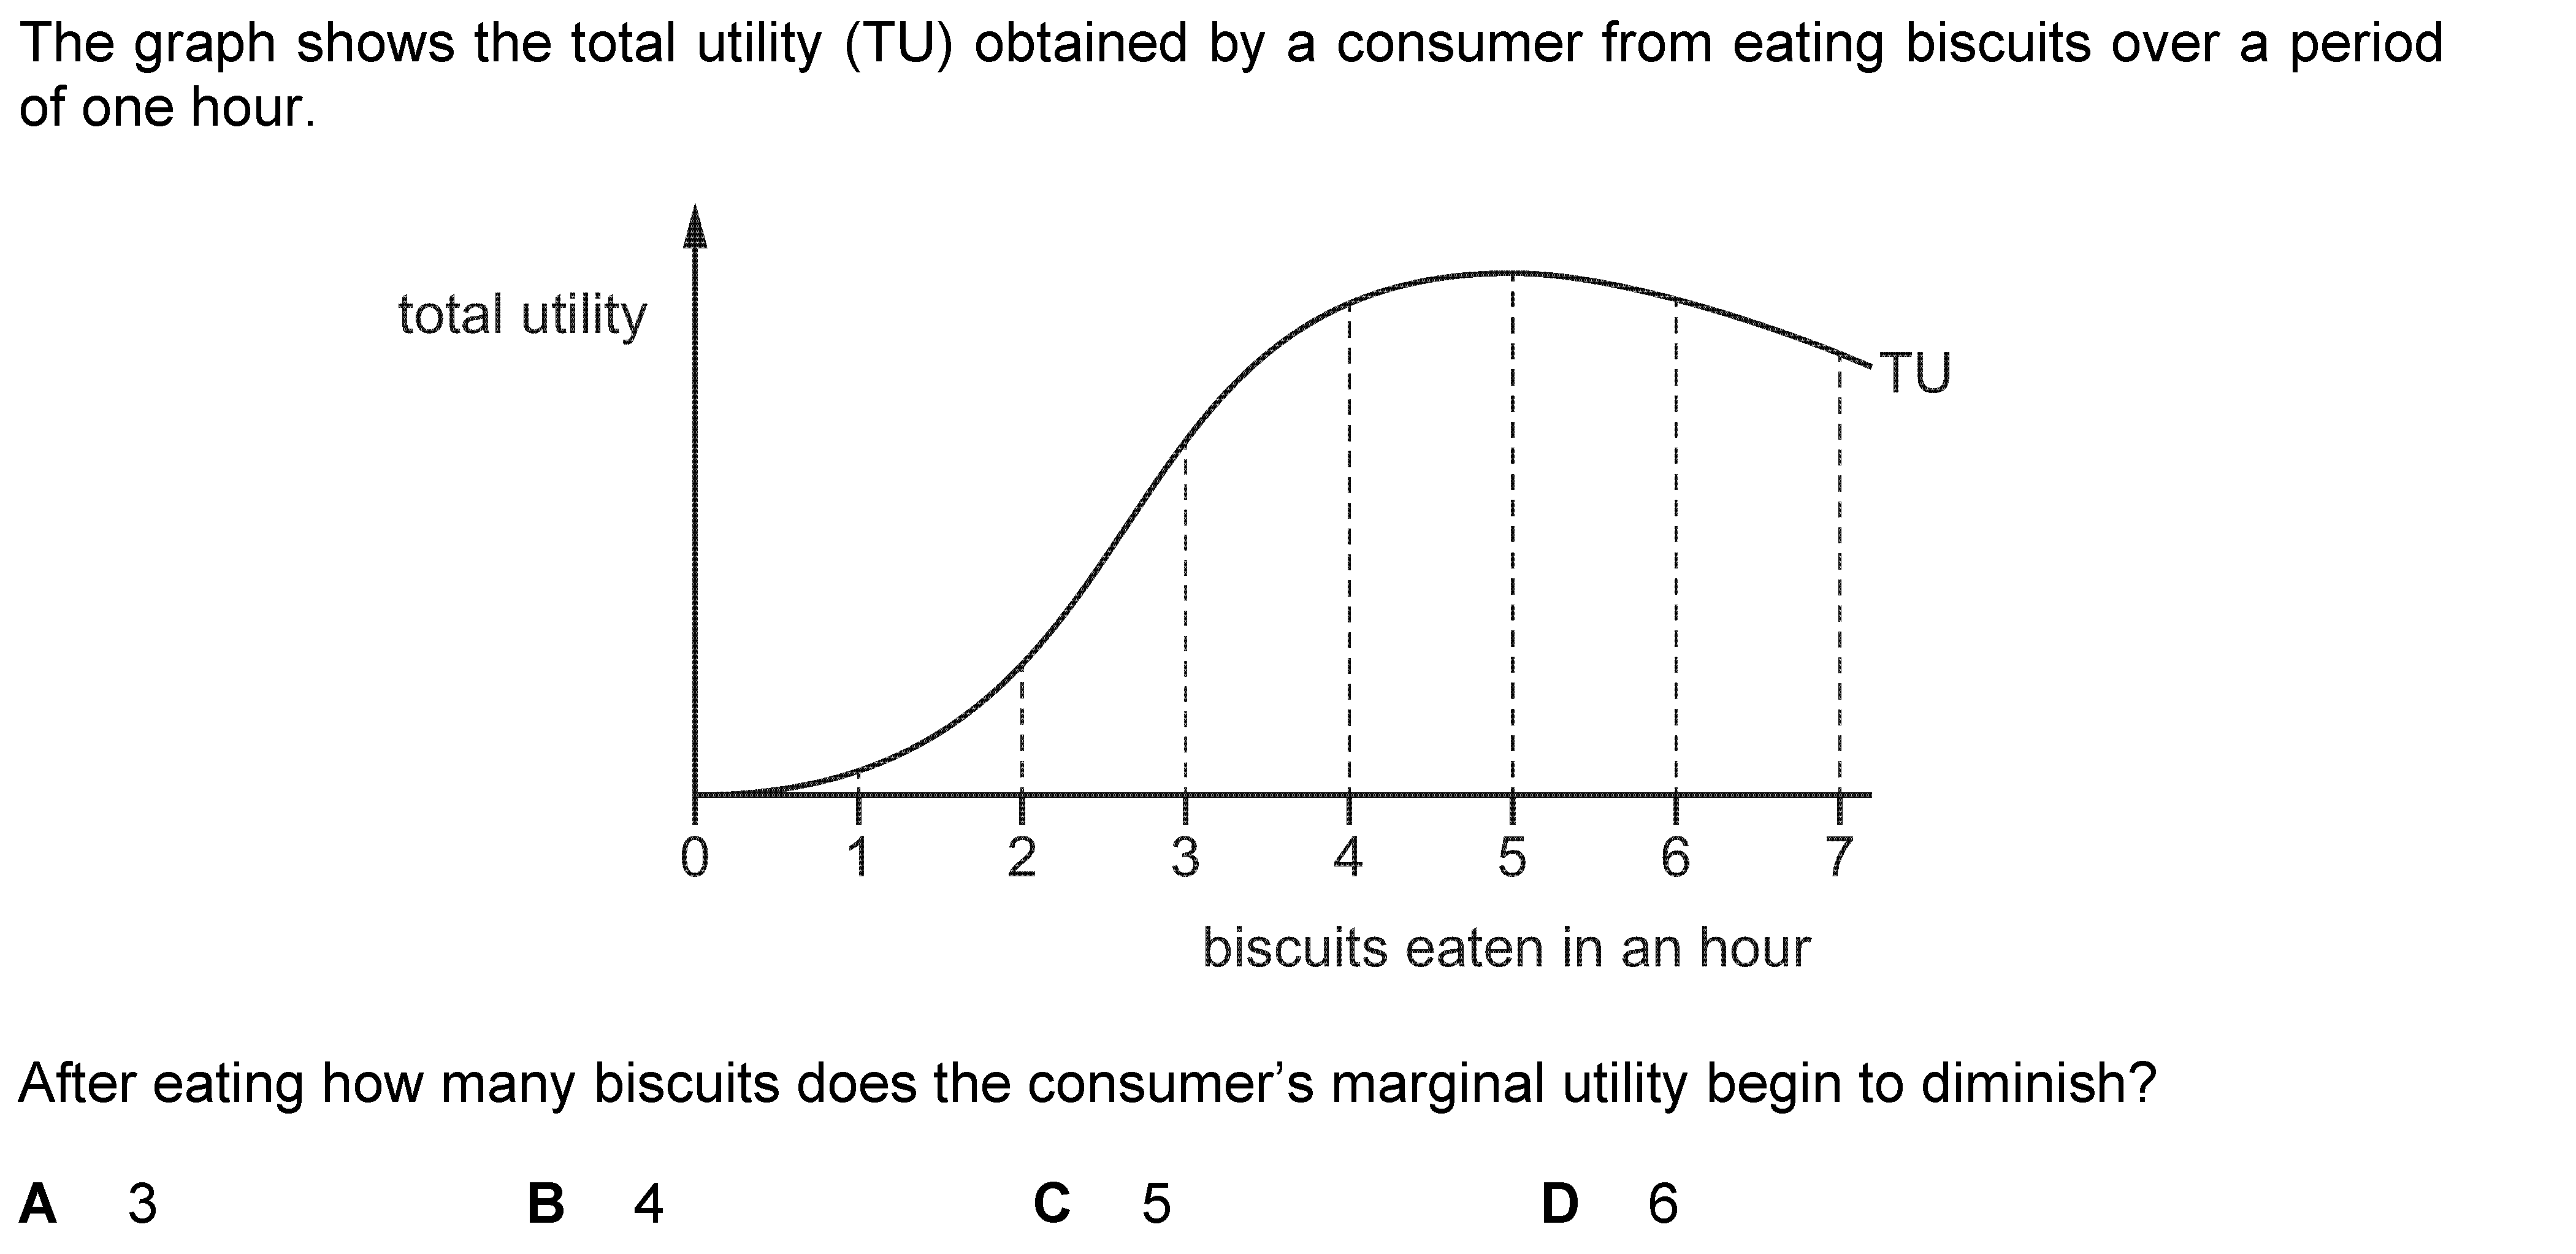 The graph shows the total utility (TU) obtained by a consumer from eating biscuits over a period
of one hour.
total utility
TU
0 1 2 3 4 5 6 7
biscuits eaten in an hour
After eating how many biscuits does the consumer’s marginal utility begin to diminish?
A 3 B 4 C 5 D 6